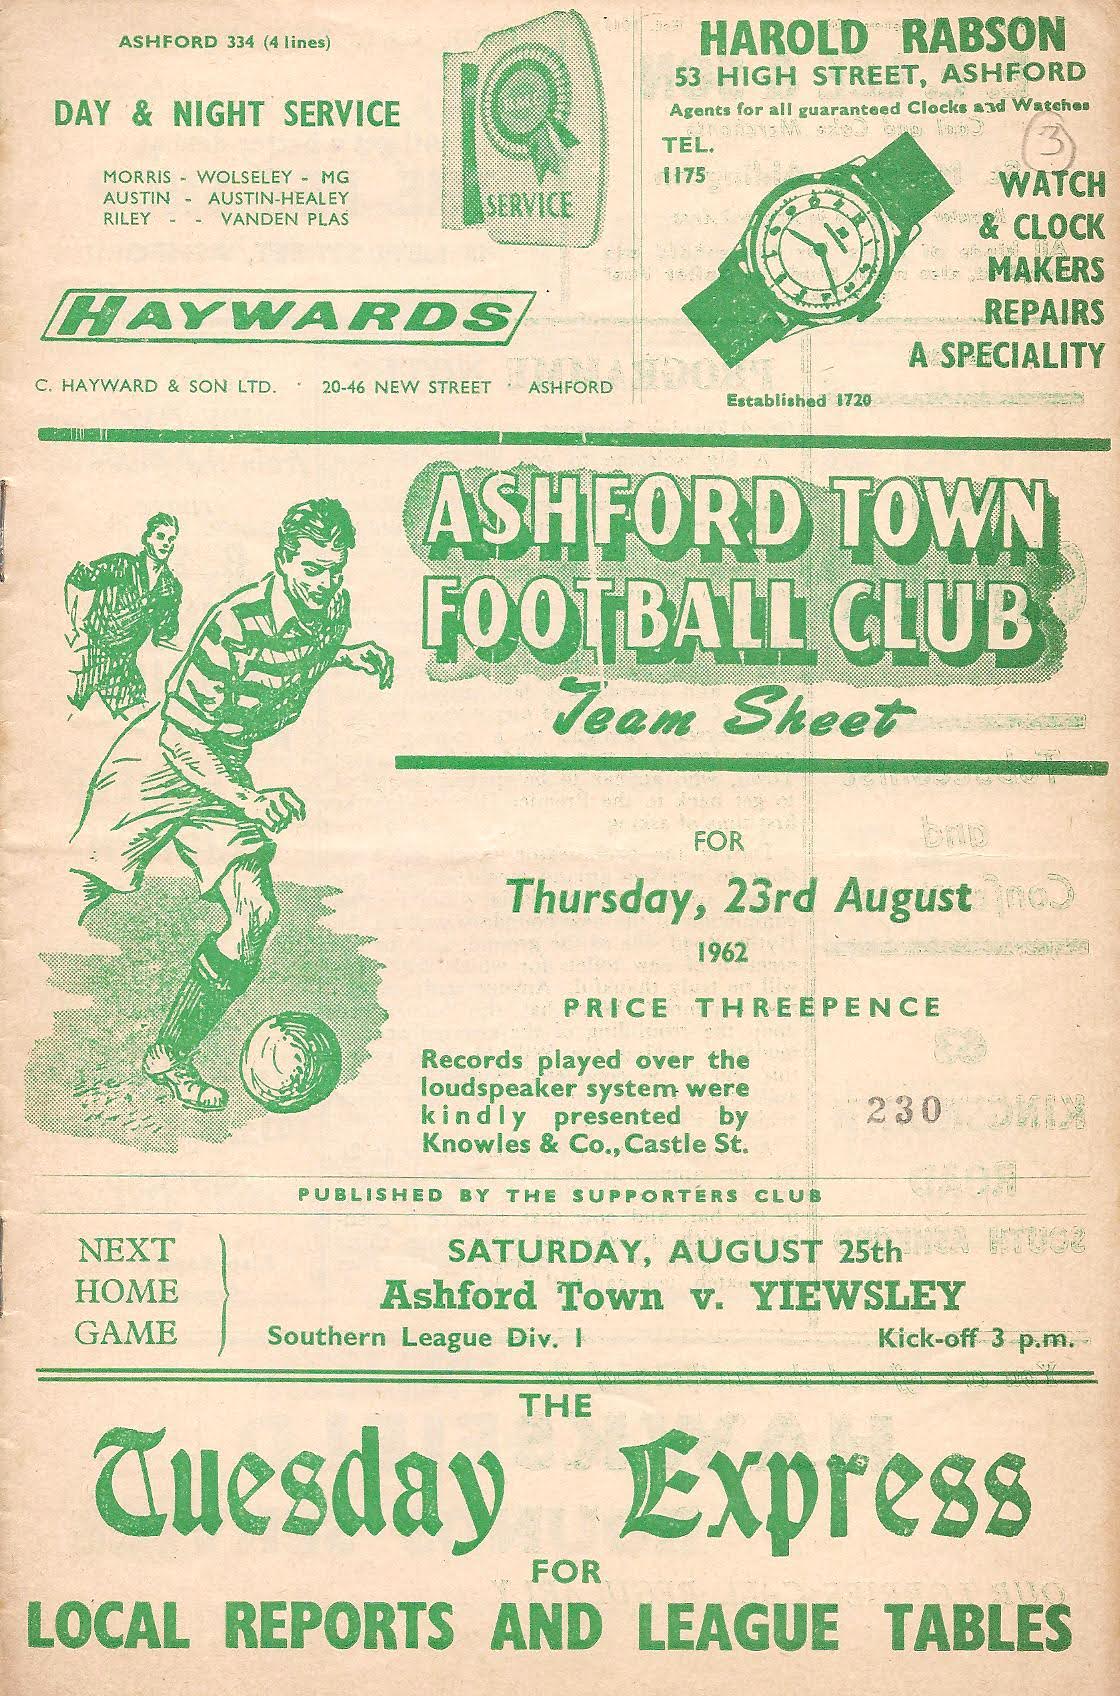 ASHFORD 334 (4 lines)
DAY & NIGHT SERVICE
MORRIS - WOLSELEY - MG
AUSTIN - AUSTIN-HEALEY
RILEY - - VANDEN PLAS
SERVICE
HAYWARDS
C. HAYWARD & SON LTD. · 20-46 NEW STREET ASHFORD
HAROLD RABSON
53 HIGH STREET, ASHFORD
Agents for all guaranteed Clocks and Watches
TEL.
1175
3
WATCH
& CLOCK
MAKERS
REPAIRS
A SPECIALITY
Established 1720
ASHFORD TOWN
FOOTBALL CLUB
Team Sheet
FOR
Thursday, 23rd August
1962
PRICE THREEPENCE
Records played over the
loudspeaker system were
kindly presented by
Knowles & Co., Castle St.
230
PUBLISHED BY THE SUPPORTERS CLUB
NEXT
HOME
GAME
SATURDAY, AUGUST 25th
Ashford Town v. YIEWSLEY
Southern League Div. 1 Kick-off 3 p.m.
THE
Tuesday Express
FOR
LOCAL REPORTS AND LEAGUE TABLES